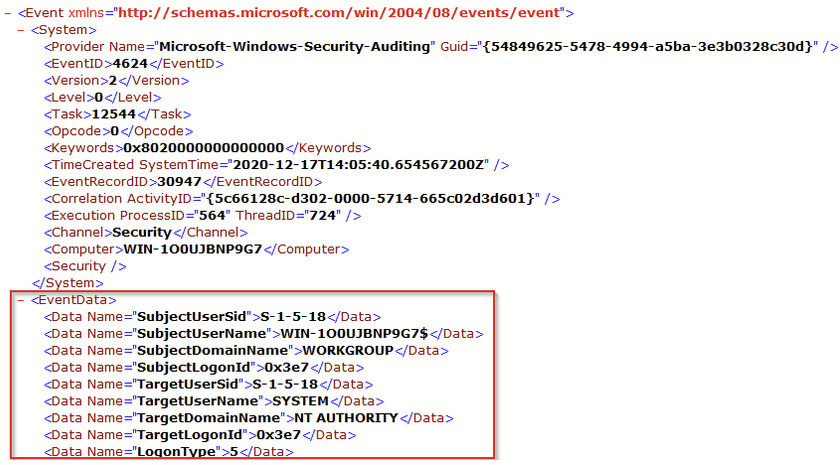 - <Event xmlns="http://schemas.microsoft.com/win/2004/08/events/event">
- <System>
<Provider Name="Microsoft-Windows-Security-Auditing" Guid="{54849625-5478-4994-a5ba-3e3b0328c30d}" />
<EventID>4624</EventID>
<Version>2</Version>
<Level>0</Level>
<Task>12544</Task>
<Opcode>0</Opcode>
<Keywords>0x8020000000000000</Keywords>
<TimeCreated SystemTime="2020-12-17T14:05:40.654567200Z" />
<EventRecordID>30947</EventRecordID>
<Correlation ActivityID="{5c66128c-d302-0000-5714-665c02d3d601}" />
<Execution ProcessID="564" ThreadID="724" />
<Channel>Security</Channel>
<Computer>WIN-1O0UJBNP9G7</Computer>
<Security />
</System>
- <EventData>
<Data Name="SubjectUserSid">S-1-5-18</Data>
<Data Name="SubjectUserName">WIN-1O0UJBNP9G7$</Data>
<Data Name="SubjectDomainName">WORKGROUP</Data>
<Data Name="SubjectLogonId">0x3e7</Data>
<Data Name="TargetUserSid">S-1-5-18</Data>
<Data Name="TargetUserName">SYSTEM</Data>
<Data Name="TargetDomainName">NT AUTHORITY</Data>
<Data Name="TargetLogonId">0x3e7</Data>
<Data Name="LogonType">5</Data>